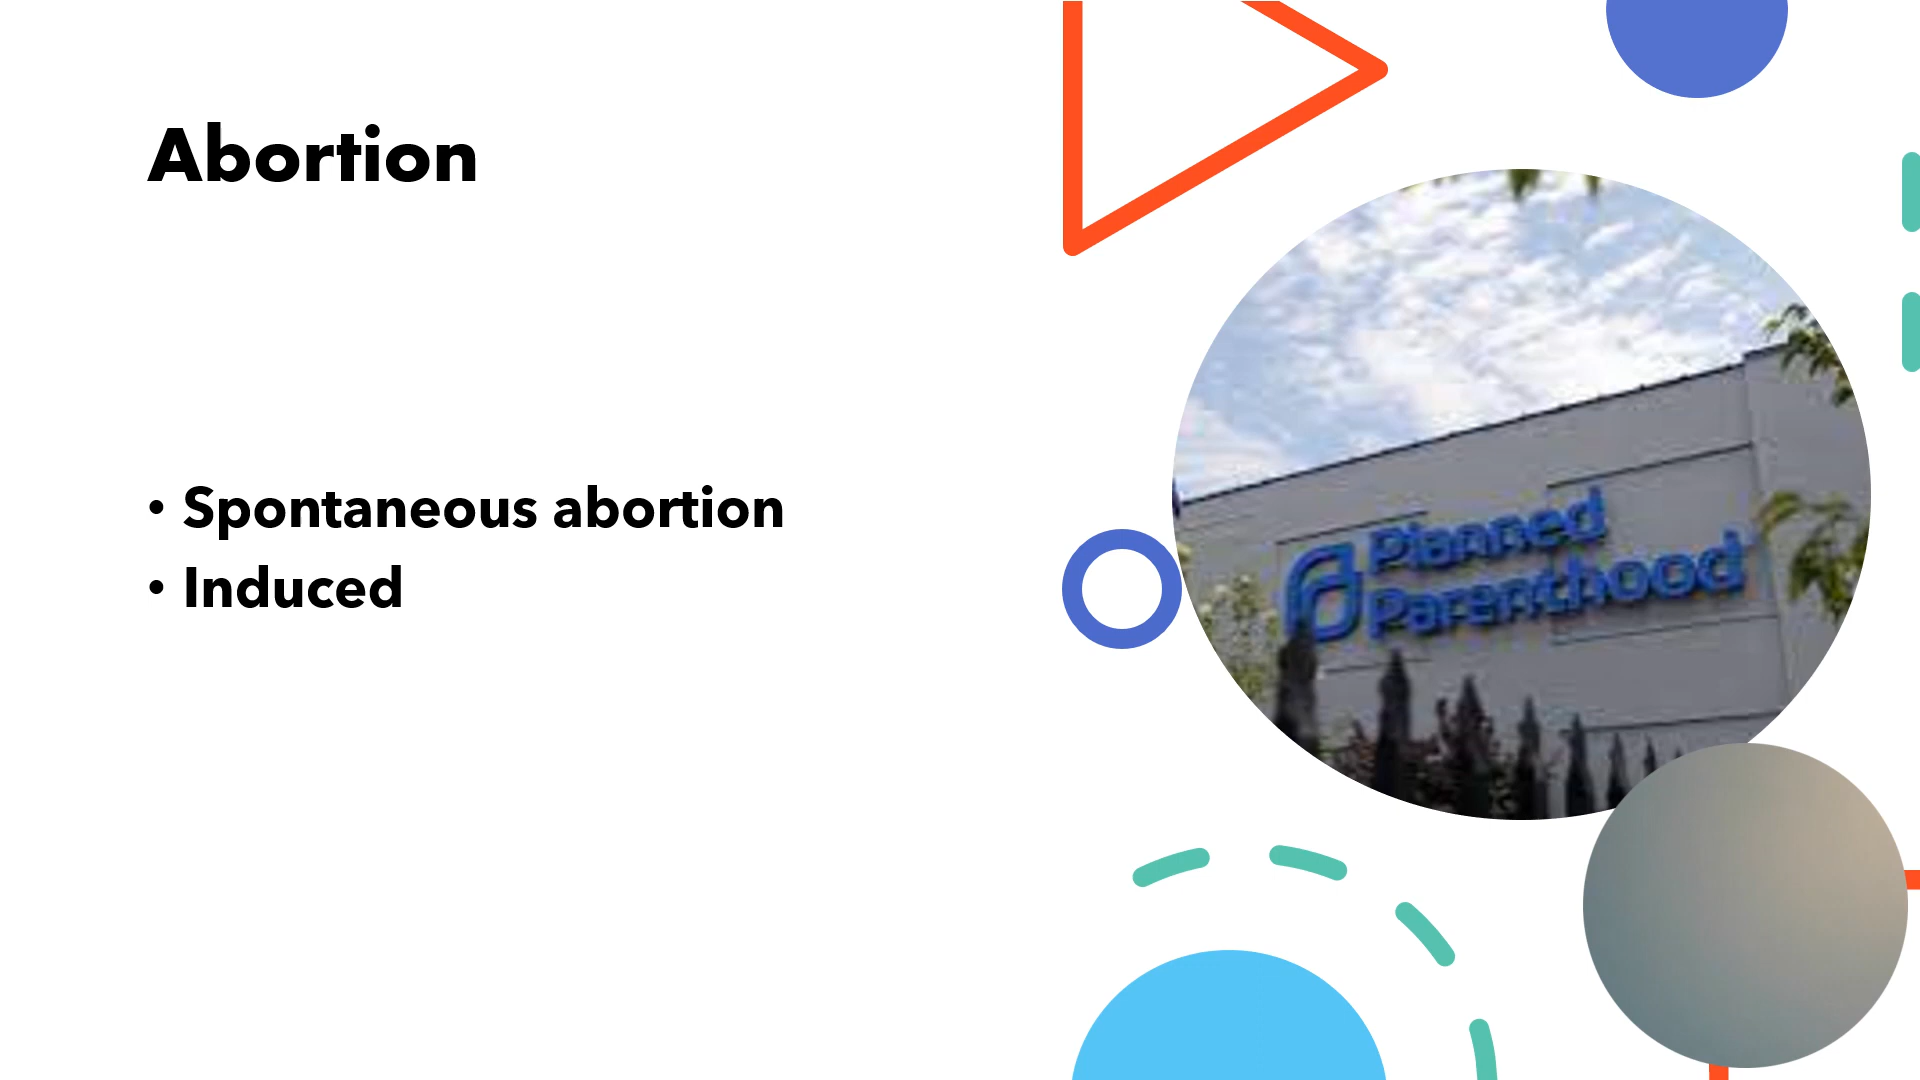 Abortion
• Spontaneous abortion
• Induced
Planned
Parenthood